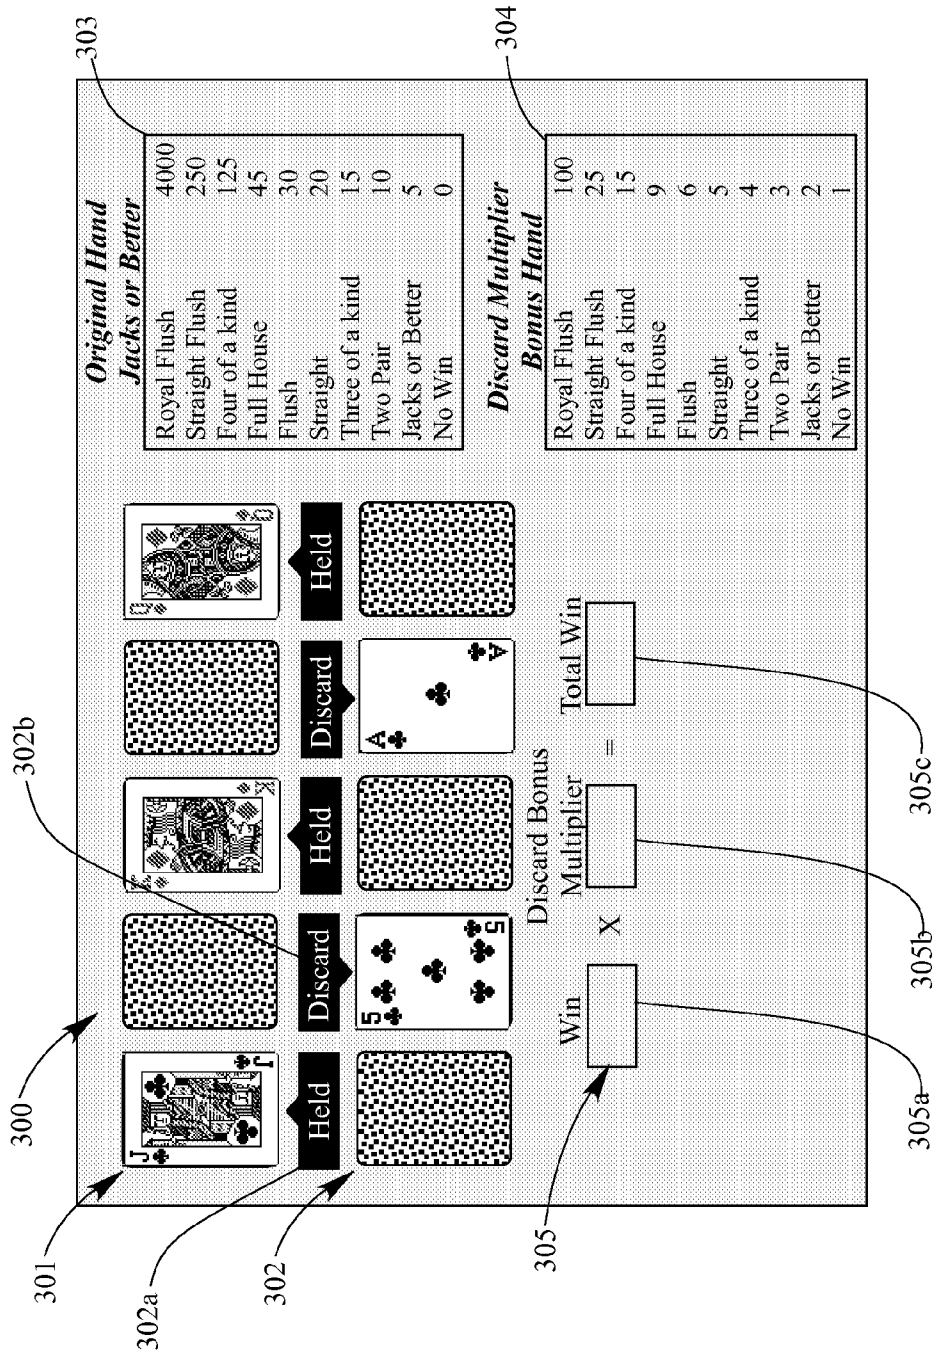 300
302b
301
303
Original Hand
Jacks or Better
J
J
K
K
Q
Q
302a
Held
Discard
Held
Discard
Held
302
5
5
A
A
Royal Flush 4000
Straight Flush 250
Four of a kind 125
Full House 45
Flush 30
Straight 20
Three of a kind 15
Two Pair 10
Jacks or Better 5
No Win 0
304
Discard Multiplier
Bonus Hand
Royal Flush 100
Straight Flush 25
Four of a kind 15
Full House 9
Flush 6
Straight 5
Three of a kind 4
Two Pair 3
Jacks or Better 2
No Win 1
Discard Bonus
Win Multiplier Total Win
X =
305
305a
305b
305c